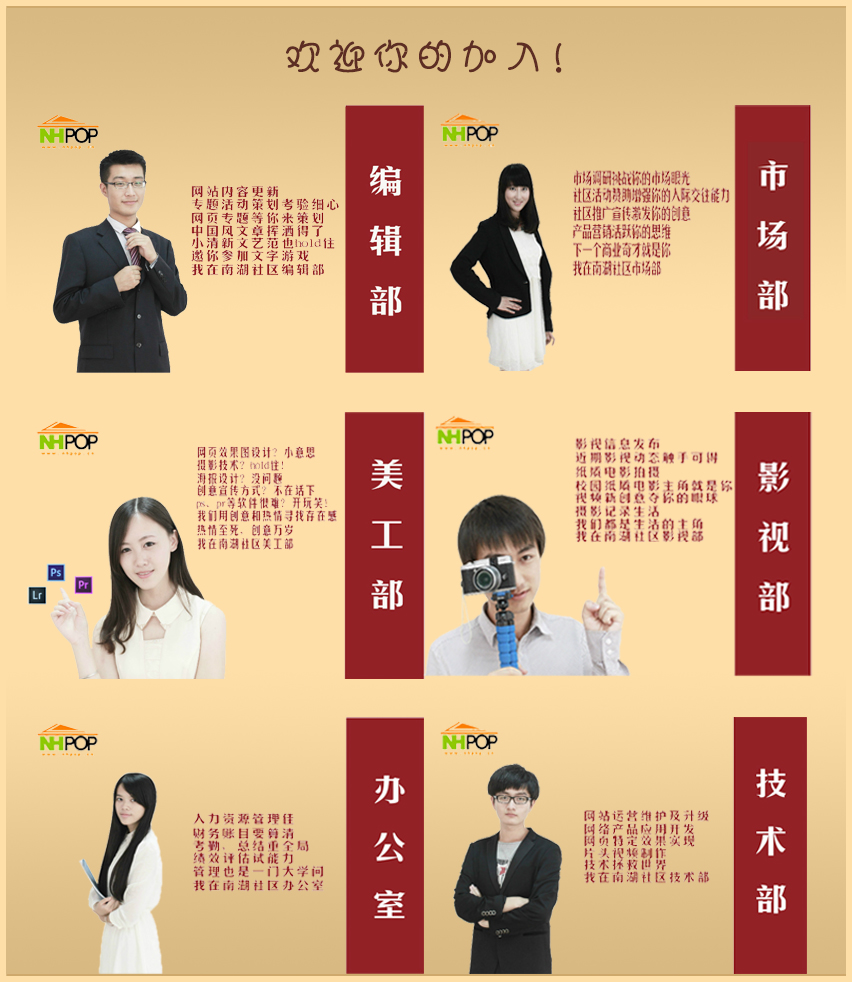 欢迎你的加入!
NHPOP
网站内容更新
专题活动策划考验细心
网页专题等你来策划
中国风文章挥洒得了
小清新文艺范也hold住
邀你参加文字游戏
我在南湖社区编辑部
编辑部
NHPOP
市场调研挑战你的市场眼光
社区活动赞助增强你的人际交往能力
社区推广宣传激发你的创意
产品营销活跃你的思维
下一个商业奇才就是你
我在南湖社区市场部
市场部
NHPOP
网页效果图设计?小意思
摄影技术?hold住!
海报设计?没问题
创意宣传方式?不在话下
ps、pr等软件很难?开玩笑!
我们用创意和热情寻找存在感
热情至死,创意万岁
我在南湖社区美工部
Ps
Pr
Lr
美工部
NHPOP
影视信息发布
近期影视动态触手可得
纸质电影拍摄
校园纸质电影主角就是你
视频新创意夺你的眼球
摄影记录生活
我们都是生活的主角
我在南湖社区影视部
影视部
NHPOP
人力资源管理佳
财务账目要算清
考勤、总结重全局
绩效评估试能力
管理也是一门大学问
我在南湖社区办公室
办公室
NHPOP
网站运营维护及升级
网络产品应用开发
网页特定效果实现
片头视频制作
技术拯救世界
我在南湖社区技术部
技术部